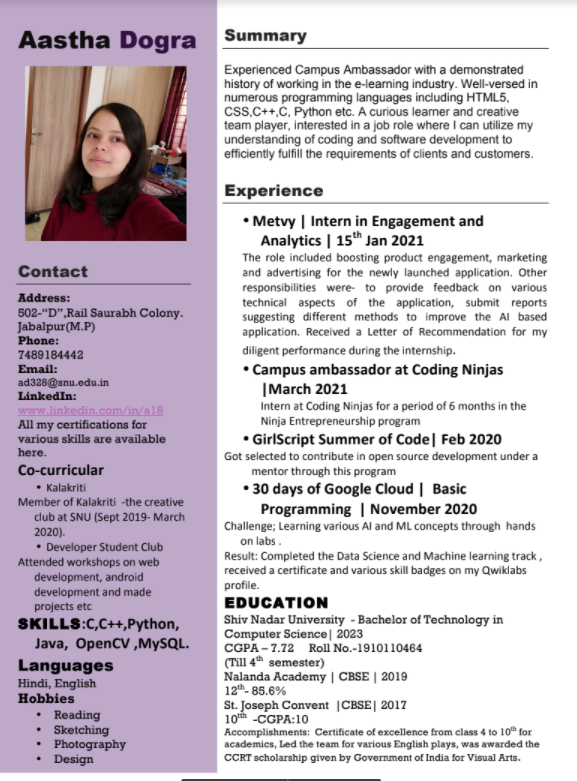 Aastha Dogra
Contact
Address:
502-“D”,Rail Saurabh Colony.
Jabalpur(M.P)
Phone:
7489184442
Email:
ad328@snu.edu.in
LinkedIn:
www.linkedin.com/in/a18
All my certifications for
various skills are available
here.
Co-curricular
• Kalakriti
Member of Kalakriti -the creative
club at SNU (Sept 2019- March
2020).
• Developer Student Club
Attended workshops on web
development, android
development and made
projects etc
SKILLS:C,C++,Python,
Java, OpenCV ,MySQL.
Languages
Hindi, English
Hobbies
• Reading
• Sketching
• Photography
• Design
Summary
Experienced Campus Ambassador with a demonstrated
history of working in the e-learning industry. Well-versed in
numerous programming languages including HTML5,
CSS,C++,C, Python etc. A curious learner and creative
team player, interested in a job role where I can utilize my
understanding of coding and software development to
efficiently fulfill the requirements of clients and customers.
Experience
• Metvy | Intern in Engagement and
Analytics | 15th Jan 2021
The role included boosting product engagement, marketing
and advertising for the newly launched application. Other
responsibilities were- to provide feedback on various
technical aspects of the application, submit reports
suggesting different methods to improve the AI based
application. Received a Letter of Recommendation for my
diligent performance during the internship.
• Campus ambassador at Coding Ninjas
|March 2021
Intern at Coding Ninjas for a period of 6 months in the
Ninja Entrepreneurship program
• GirlScript Summer of Code| Feb 2020
Got selected to contribute in open source development under a
mentor through this program
• 30 days of Google Cloud | Basic
Programming | November 2020
Challenge; Learning various AI and ML concepts through hands
on labs .
Result: Completed the Data Science and Machine learning track ,
received a certificate and various skill badges on my Qwiklabs
profile.
EDUCATION
Shiv Nadar University - Bachelor of Technology in
Computer Science| 2023
CGPA – 7.72 Roll No.-1910110464
(Till 4th semester)
Nalanda Academy | CBSE | 2019
12th- 85.6%
St. Joseph Convent |CBSE| 2017
10th -CGPA:10
Accomplishments: Certificate of excellence from class 4 to 10th for
academics, Led the team for various English plays, was awarded the
CCRT scholarship given by Government of India for Visual Arts.